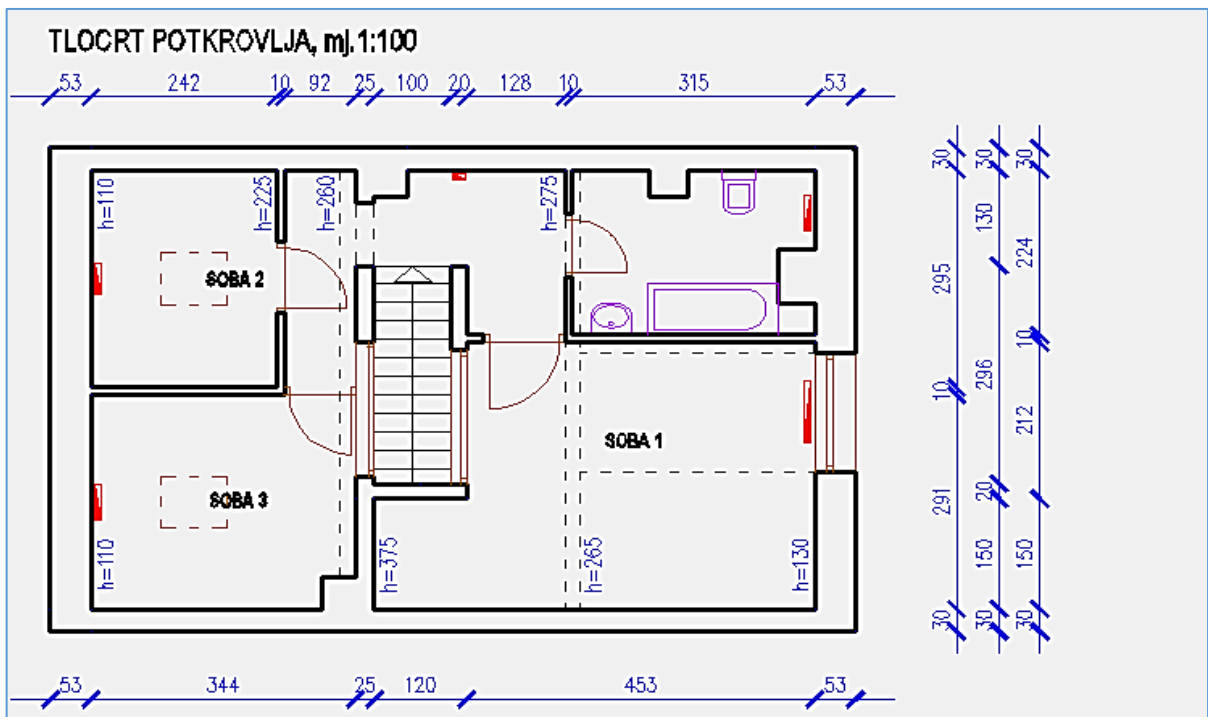 TLOCRT POTKROVLJA, mj.1:100
53 242 10 92 25 100 20 128 10 315 53
30 30 30
h=110 h=225 h=260 h=275
130
224
SOBA 2
295
10
296
10
SOBA 1
212
SOBA 3
20
291
h=110 h=375 h=265 h=130
150 150
30 30 30
53 344 25 120 453 53